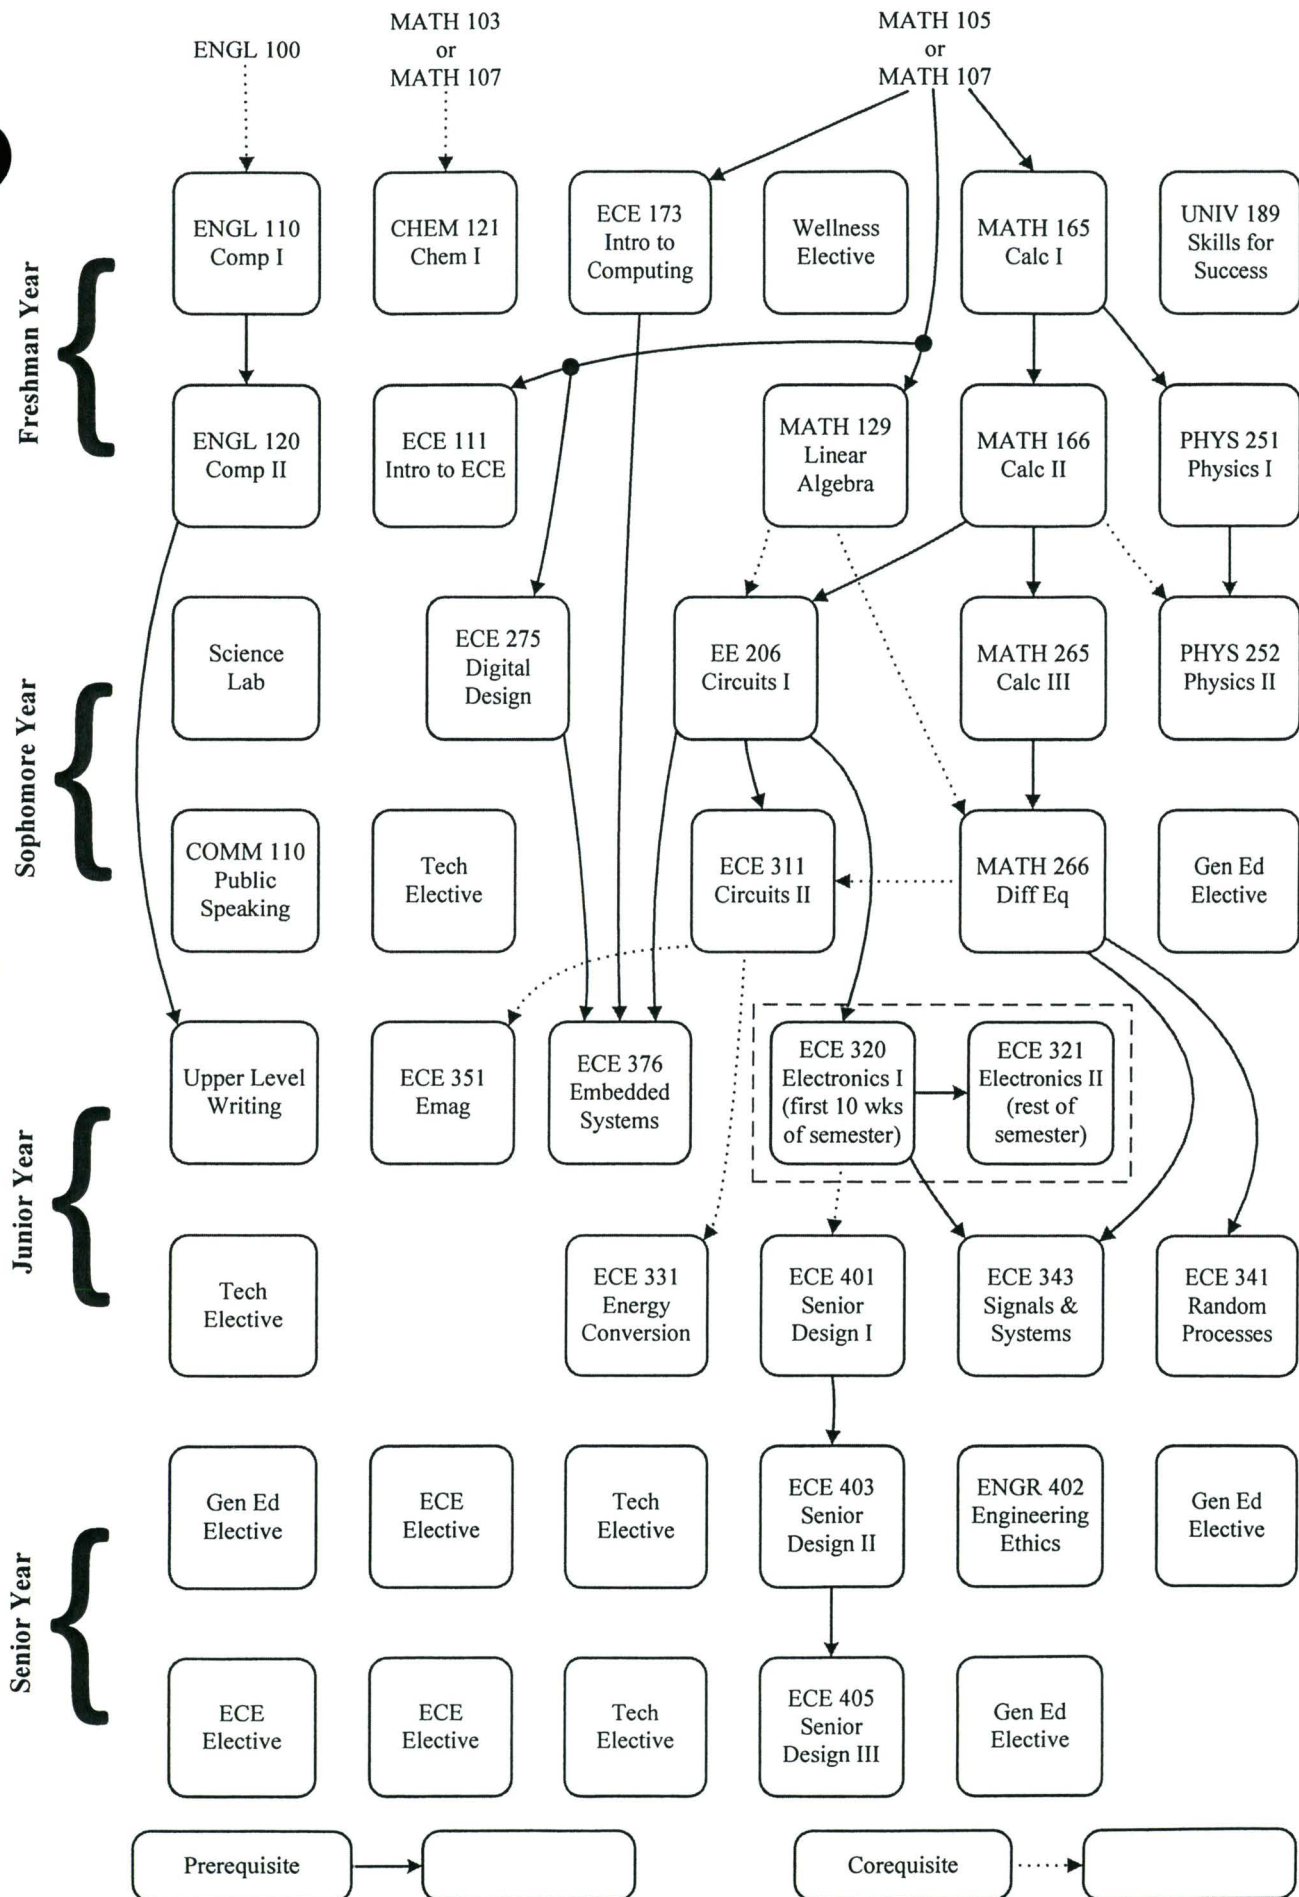 ENGL 100
MATH 103
or
MATH 107
MATH 105
or
MATH 107
Freshman Year
ENGL 110
Comp I
CHEM 121
Chem I
ECE 173
Intro to
Computing
Wellness
Elective
MATH 165
Calc I
UNIV 189
Skills for
Success
ENGL 120
Comp II
ECE 111
Intro to ECE
MATH 129
Linear
Algebra
MATH 166
Calc II
PHYS 251
Physics I
Sophomore Year
Science
Lab
ECE 275
Digital
Design
EE 206
Circuits I
MATH 265
Calc III
PHYS 252
Physics II
COMM 110
Public
Speaking
Tech
Elective
ECE 311
Circuits II
MATH 266
Diff Eq
Gen Ed
Elective
Junior Year
Upper Level
Writing
ECE 351
Emag
ECE 376
Embedded
Systems
ECE 320
Electronics I
(first 10 wks
of semester)
ECE 321
Electronics II
(rest of
semester)
Tech
Elective
ECE 331
Energy
Conversion
ECE 401
Senior
Design I
ECE 343
Signals &
Systems
ECE 341
Random
Processes
Senior Year
Gen Ed
Elective
ECE
Elective
Tech
Elective
ECE 403
Senior
Design II
ENGR 402
Engineering
Ethics
Gen Ed
Elective
ECE
Elective
ECE
Elective
Tech
Elective
ECE 405
Senior
Design III
Gen Ed
Elective
Prerequisite
Corequisite